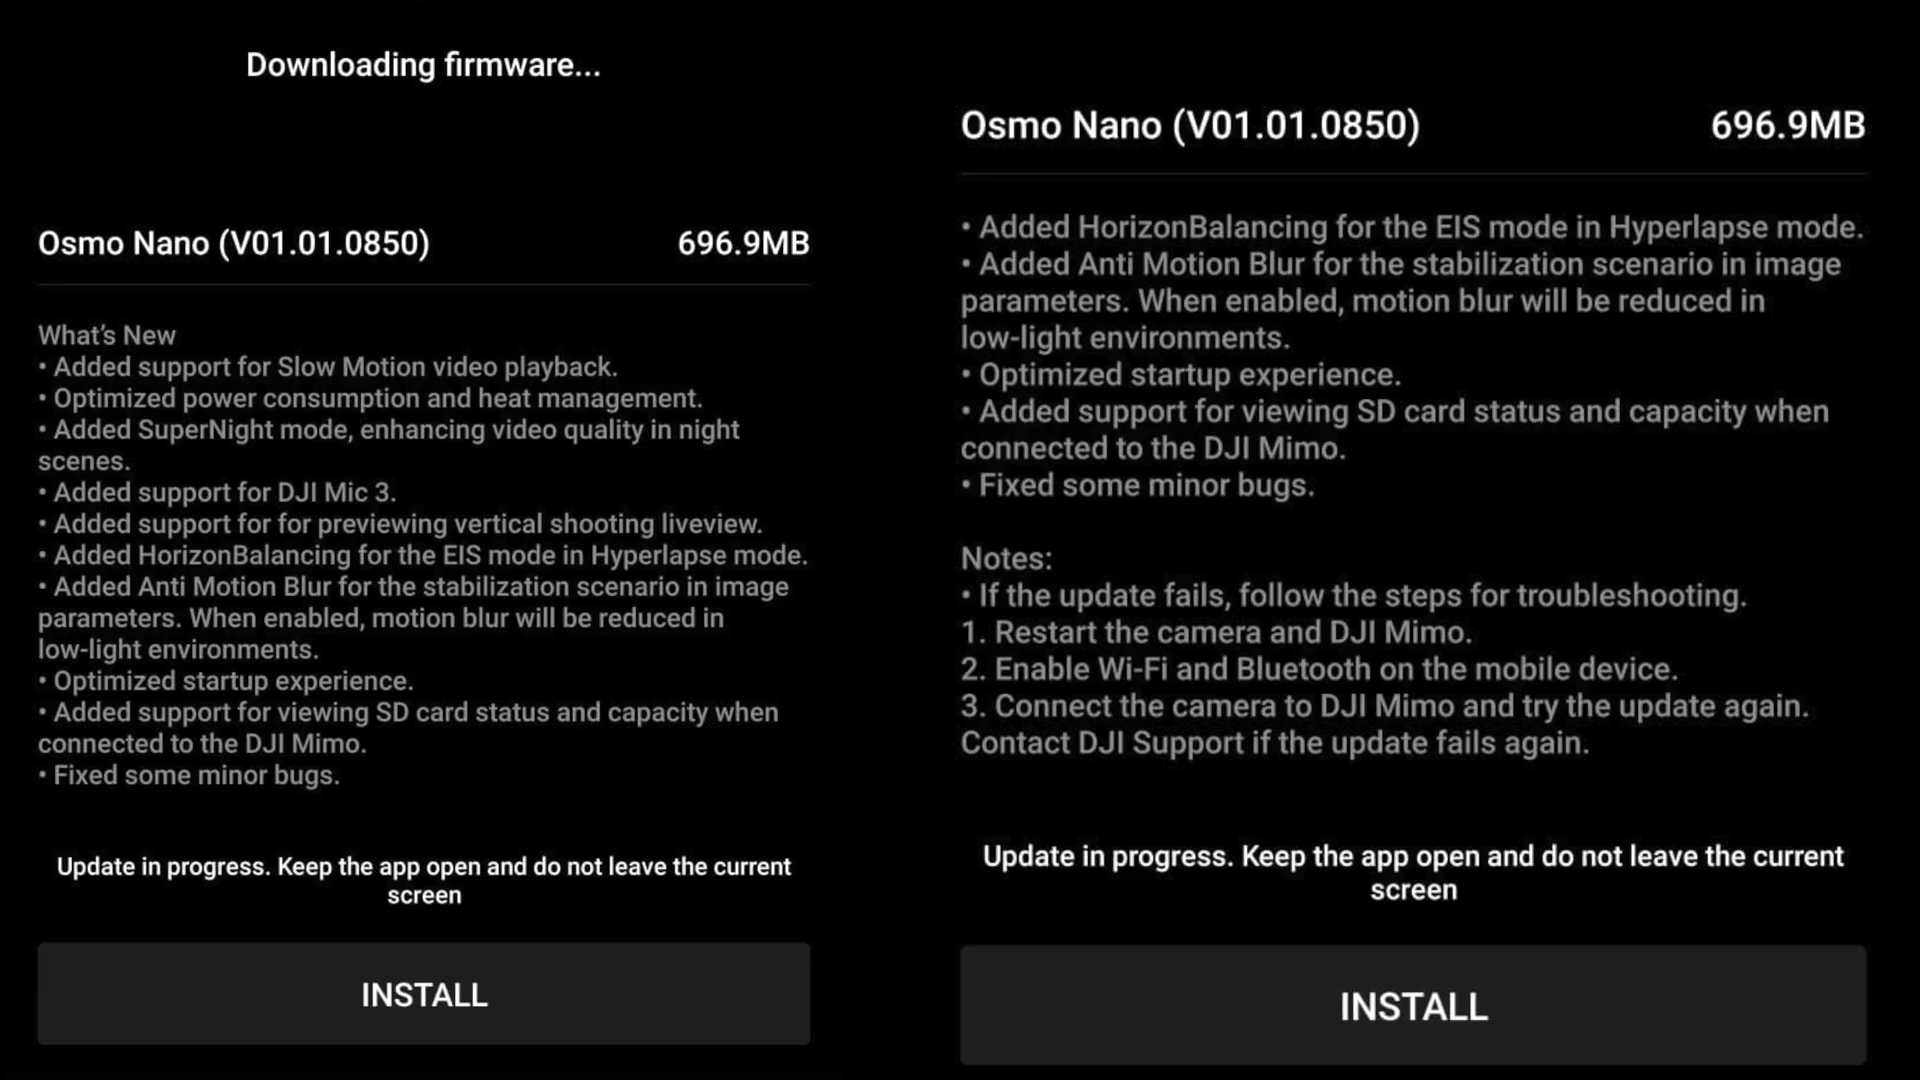 Downloading firmware...
Osmo Nano (V01.01.0850) 696.9MB
What's New
• Added support for Slow Motion video playback.
• Optimized power consumption and heat management.
• Added SuperNight mode, enhancing video quality in night
scenes.
• Added support for DJI Mic 3.
• Added support for for previewing vertical shooting liveview.
• Added HorizonBalancing for the EIS mode in Hyperlapse mode.
• Added Anti Motion Blur for the stabilization scenario in image
parameters. When enabled, motion blur will be reduced in
low-light environments.
• Optimized startup experience.
• Added support for viewing SD card status and capacity when
connected to the DJI Mimo.
• Fixed some minor bugs.
Update in progress. Keep the app open and do not leave the current
screen
INSTALL
Osmo Nano (V01.01.0850) 696.9MB
• Added HorizonBalancing for the EIS mode in Hyperlapse mode.
• Added Anti Motion Blur for the stabilization scenario in image
parameters. When enabled, motion blur will be reduced in
low-light environments.
• Optimized startup experience.
• Added support for viewing SD card status and capacity when
connected to the DJI Mimo.
• Fixed some minor bugs.
Notes:
• If the update fails, follow the steps for troubleshooting.
1. Restart the camera and DJI Mimo.
2. Enable Wi-Fi and Bluetooth on the mobile device.
3. Connect the camera to DJI Mimo and try the update again.
Contact DJI Support if the update fails again.
Update in progress. Keep the app open and do not leave the current
screen
INSTALL